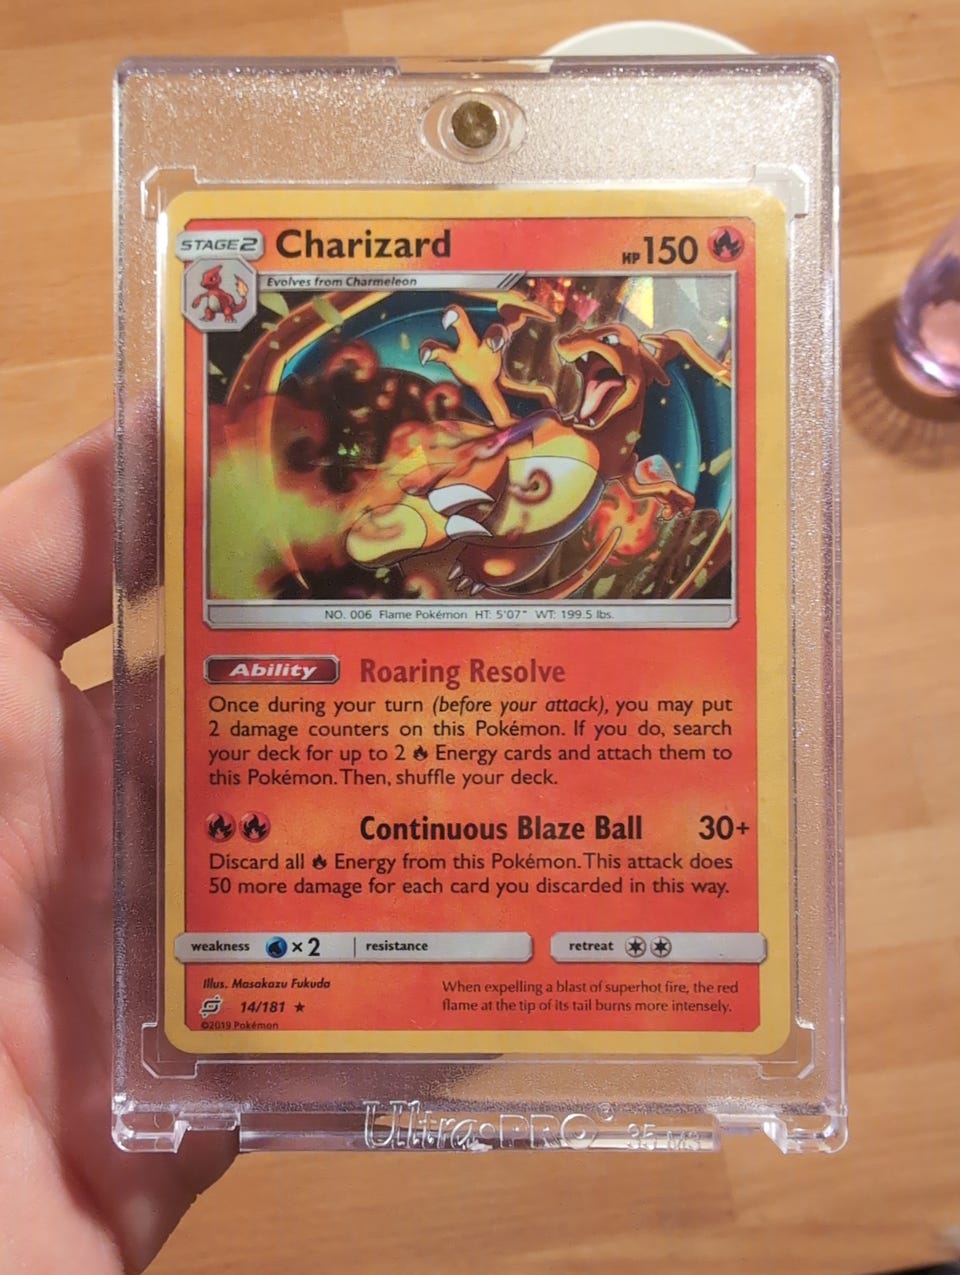 STAGE 2 Charizard HP 150
Evolves from Charmeleon
NO. 006 Flame Pokémon HT: 5'07" WT: 199.5 lbs.
Ability Roaring Resolve
Once during your turn (before your attack), you may put
2 damage counters on this Pokémon. If you do, search
your deck for up to 2 Energy cards and attach them to
this Pokémon. Then, shuffle your deck.
Continuous Blaze Ball 30+
Discard all Energy from this Pokémon. This attack does
50 more damage for each card you discarded in this way.
weakness ×2 resistance retreat
Illus. Masakazu Fukuda
14/181
©2019 Pokémon
When expelling a blast of superhot fire, the red
flame at the tip of its tail burns more intensely.
Ultra•PRO® 35